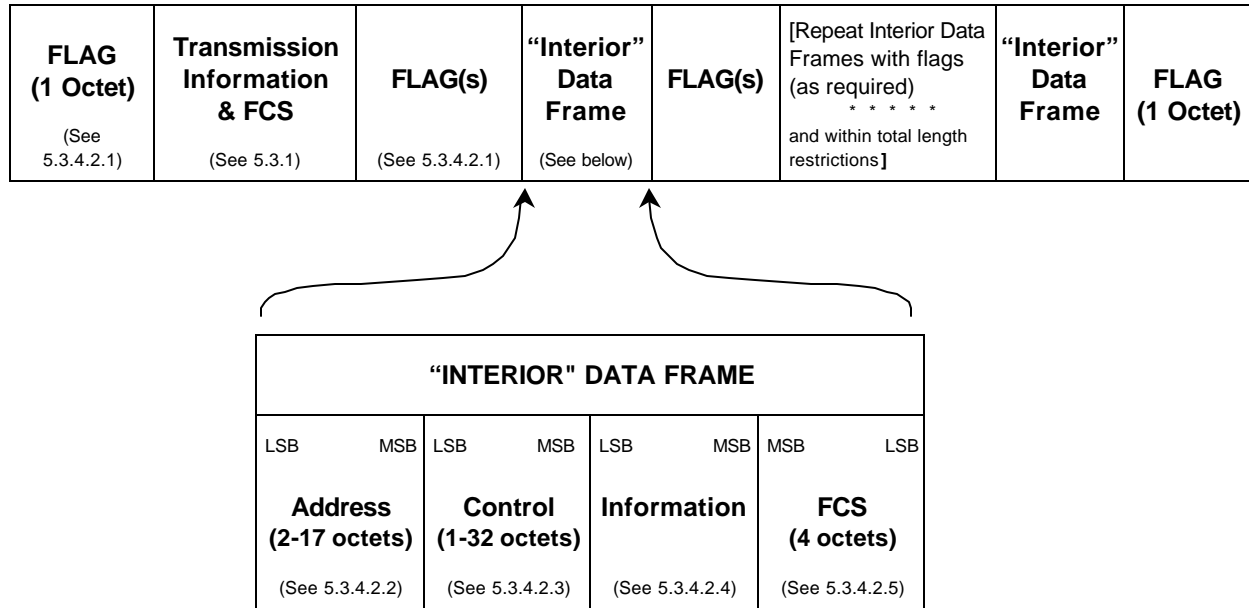 FLAG
(1 Octet)
(See
5.3.4.2.1)
Transmission
Information
& FCS
(See 5.3.1)
FLAG(s)
(See 5.3.4.2.1)
“Interior”
Data
Frame
(See below)
FLAG(s)
[Repeat Interior Data
Frames with flags
(as required)
* * * * *
and within total length
restrictions]
“Interior”
Data
Frame
FLAG
(1 Octet)
“INTERIOR" DATA FRAME
LSB MSB
Address
(2-17 octets)
(See 5.3.4.2.2)
LSB MSB
Control
(1-32 octets)
(See 5.3.4.2.3)
LSB MSB
Information
(See 5.3.4.2.4)
MSB LSB
FCS
(4 octets)
(See 5.3.4.2.5)